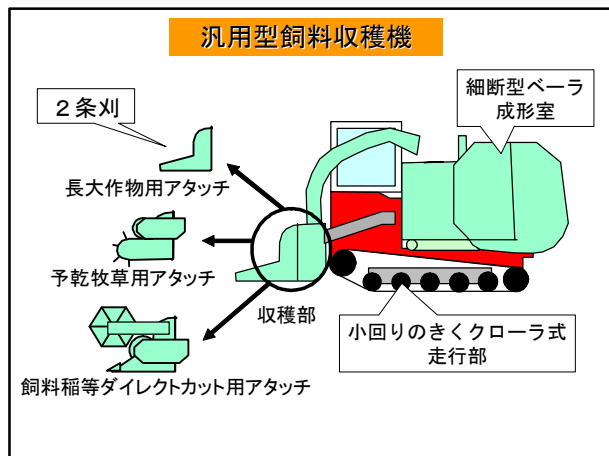 汎用型飼料収穫機
２条刈
細断型ベーラ
成形室
長大作物用アタッチ
予乾牧草用アタッチ
収穫部
小回りのきくクローラ式
走行部
飼料稲等ダイレクトカット用アタッチ